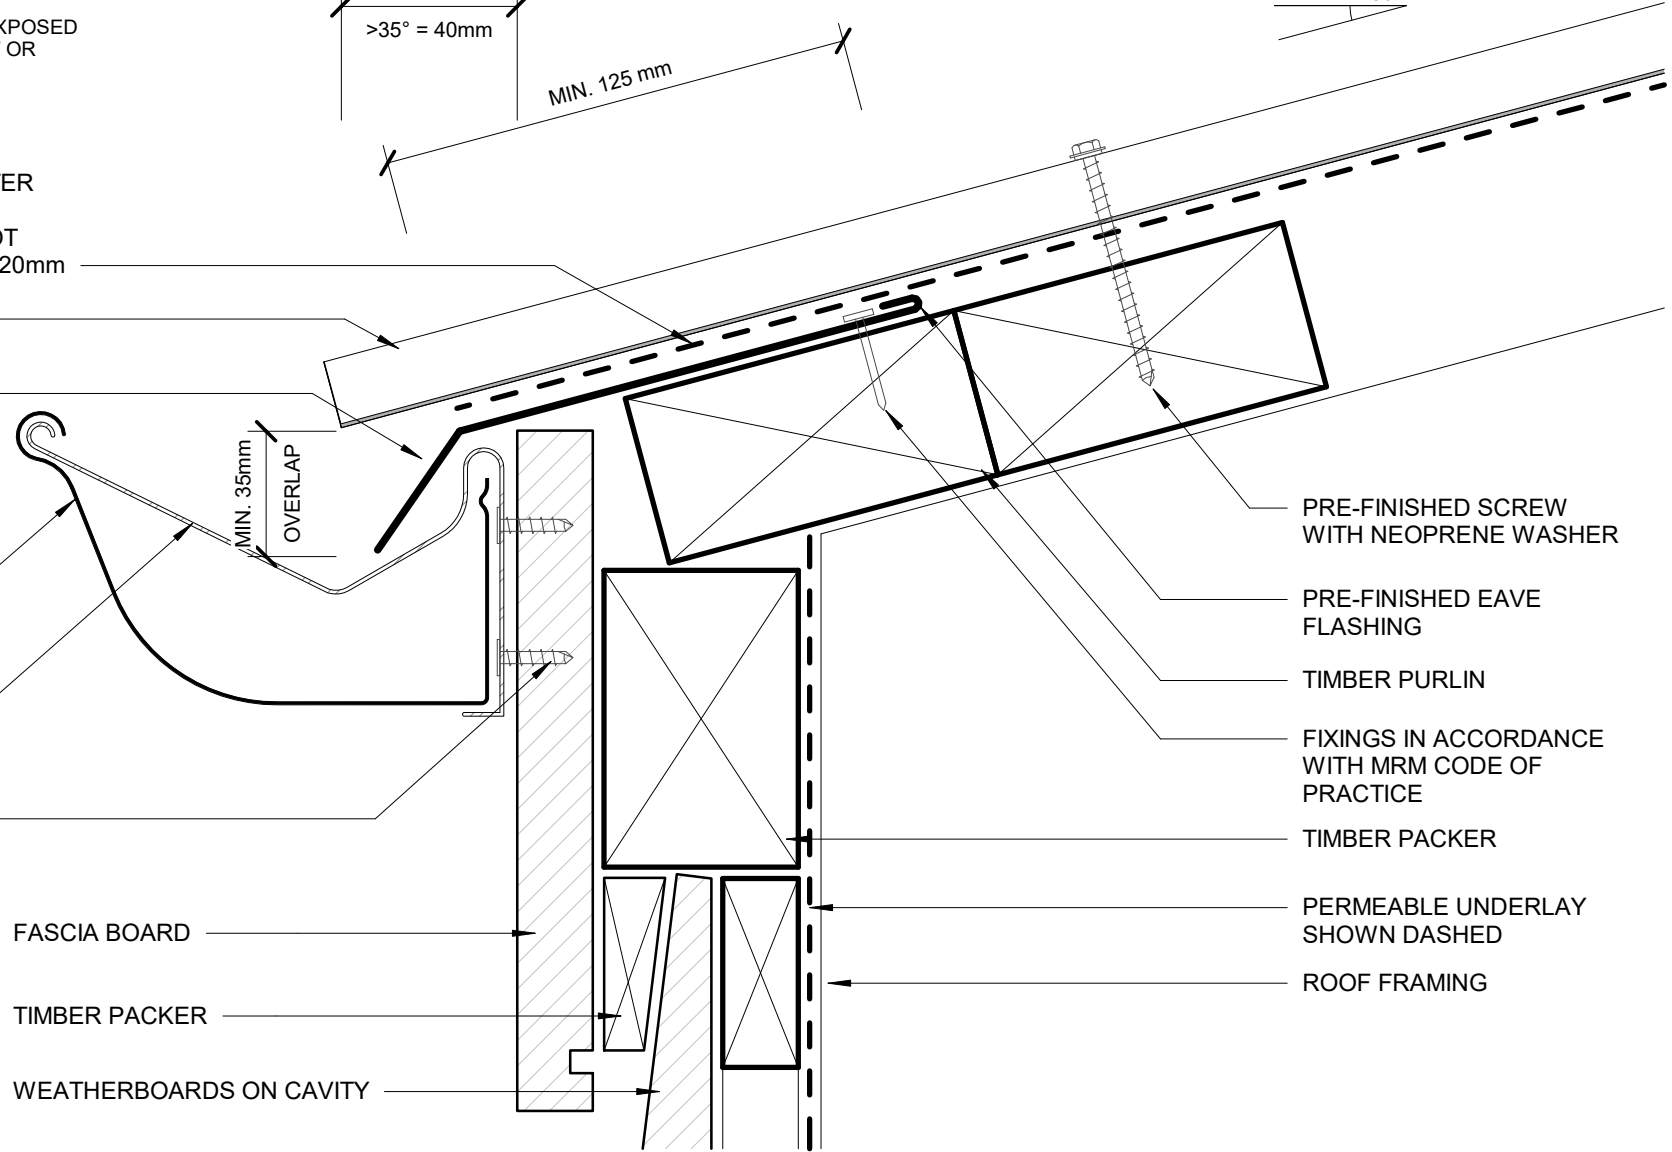 XPOSED
OR
>35° = 40mm
MIN. 125 mm
TER
OT
20mm
MIN. 35mm
OVERLAP
PRE-FINISHED SCREW
WITH NEOPRENE WASHER
PRE-FINISHED EAVE
FLASHING
TIMBER PURLIN
FIXINGS IN ACCORDANCE
WITH MRM CODE OF
PRACTICE
TIMBER PACKER
PERMEABLE UNDERLAY
SHOWN DASHED
ROOF FRAMING
FASCIA BOARD
TIMBER PACKER
WEATHERBOARDS ON CAVITY